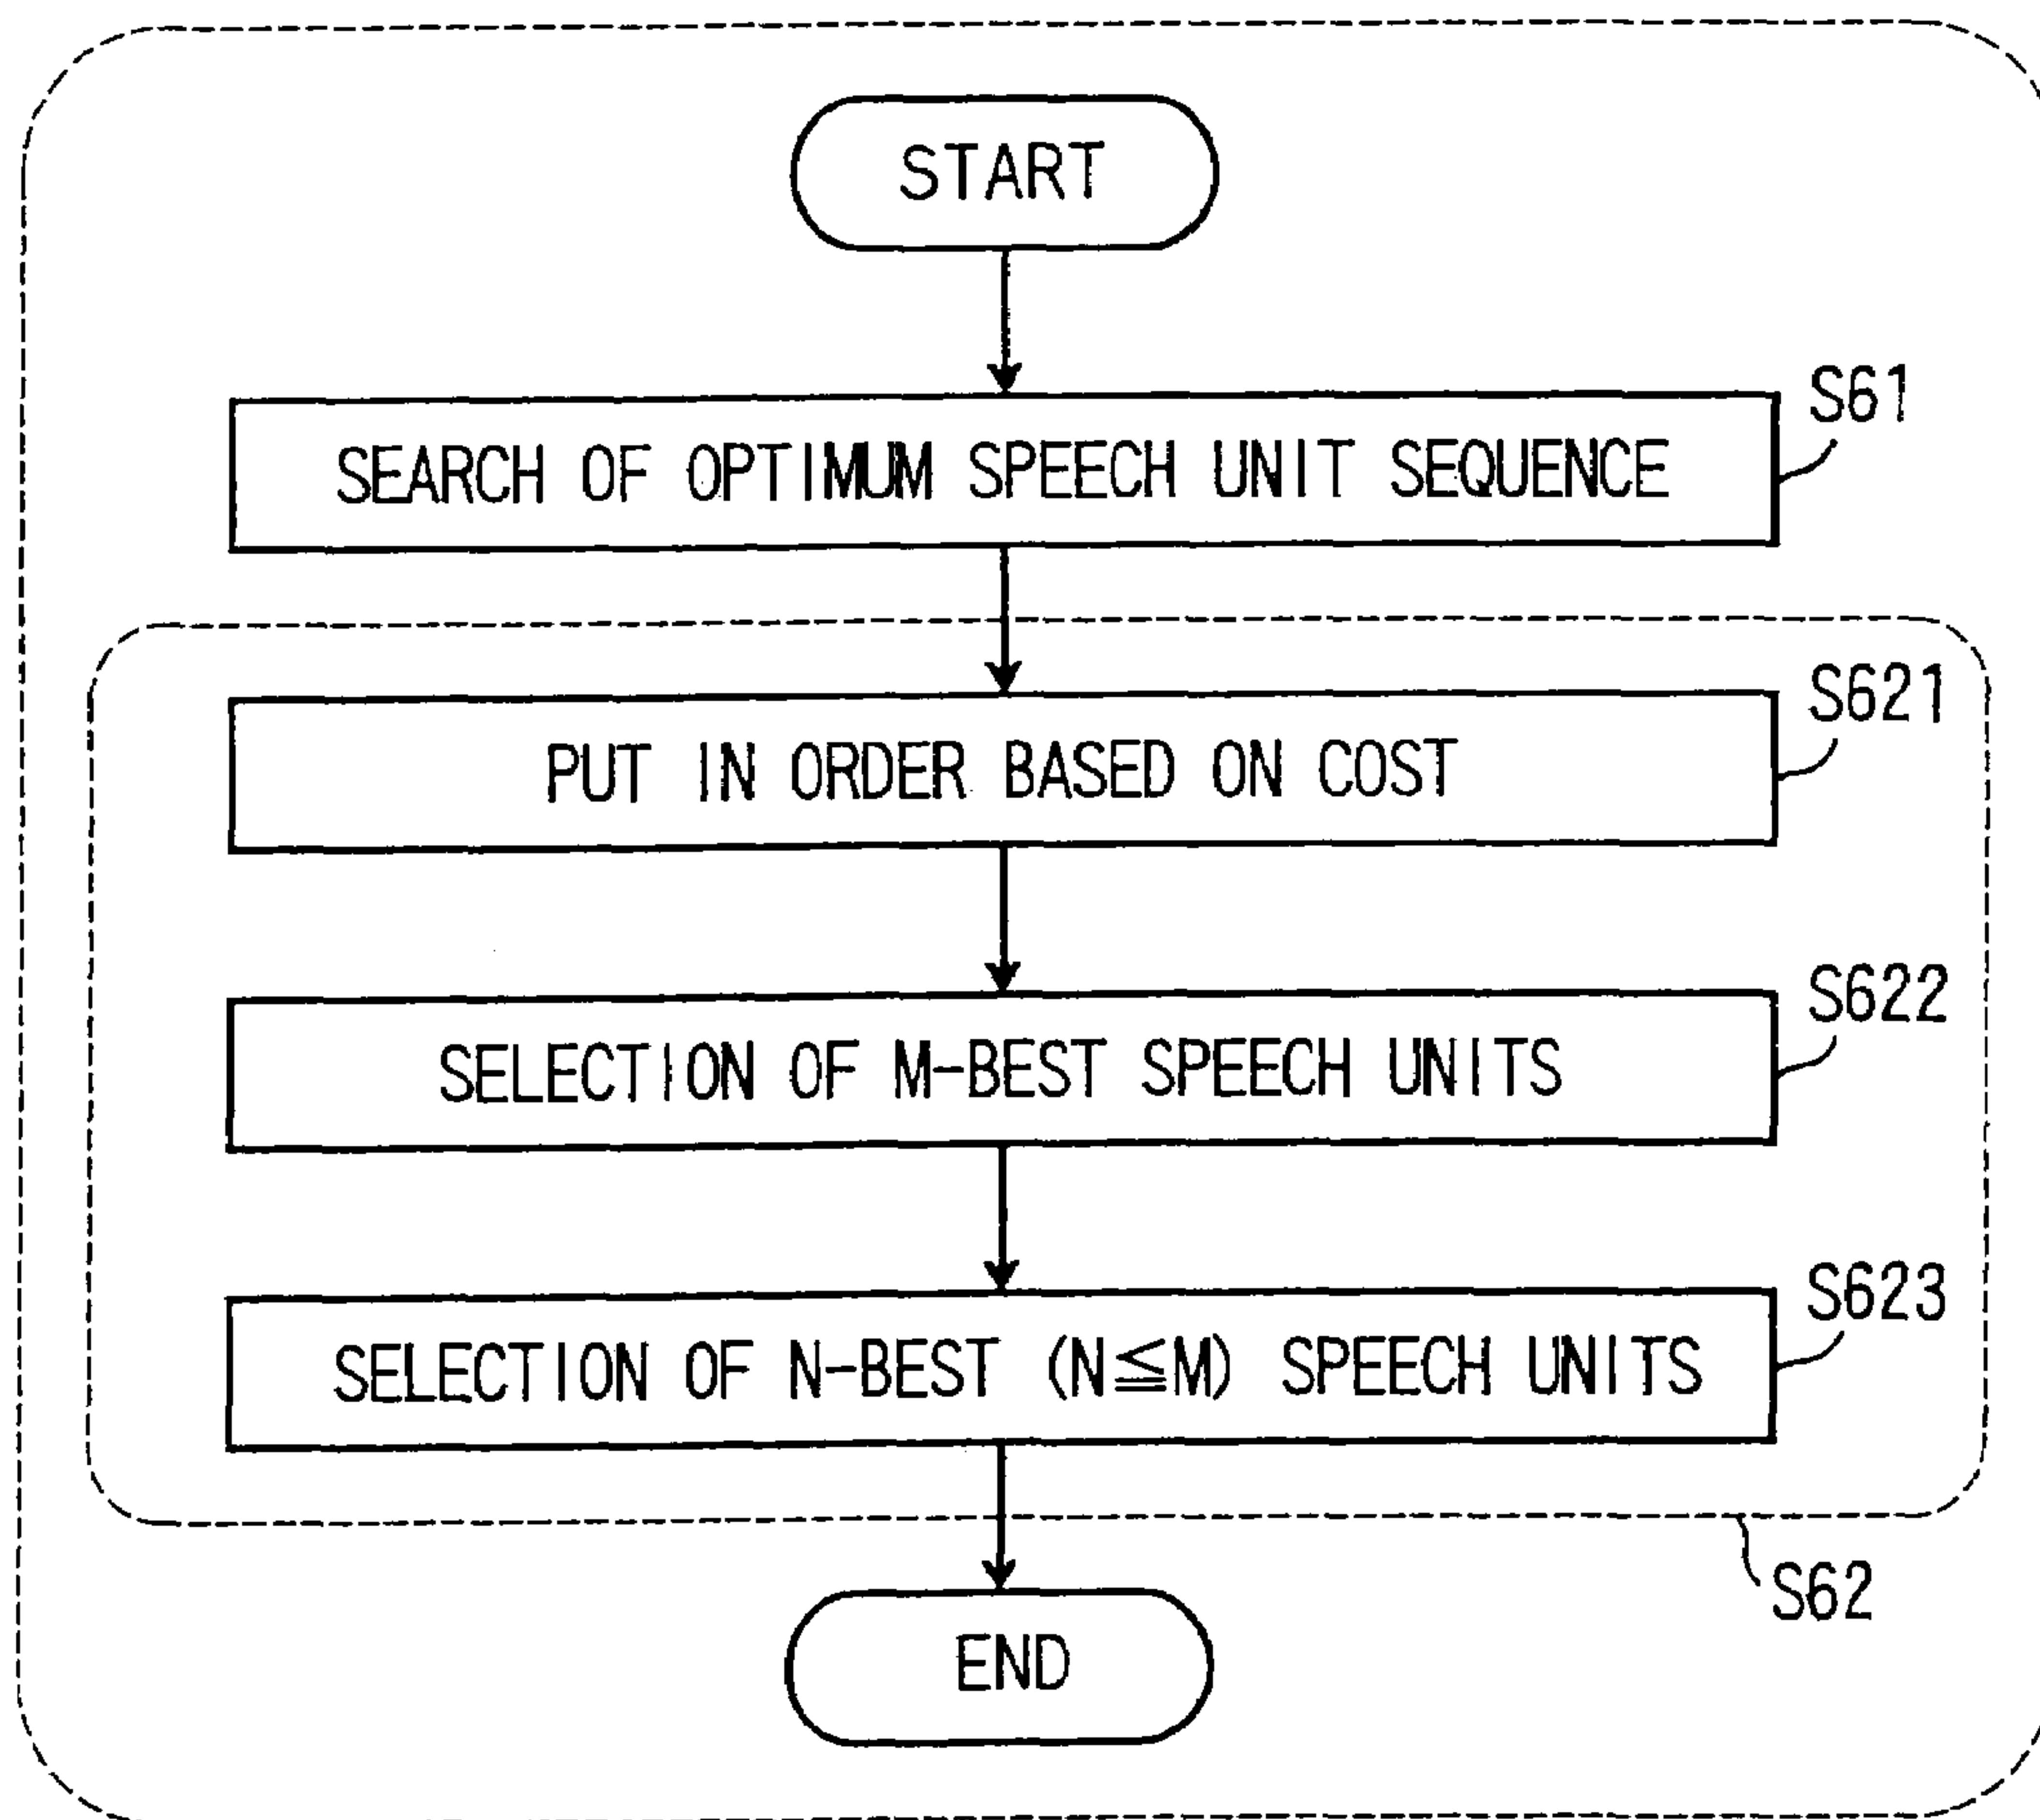 START
S61
SEARCH OF OPTIMUM SPEECH UNIT SEQUENCE
S621
PUT IN ORDER BASED ON COST
S622
SELECTION OF M-BEST SPEECH UNITS
S623
SELECTION OF N-BEST (N≦M) SPEECH UNITS
S62
END